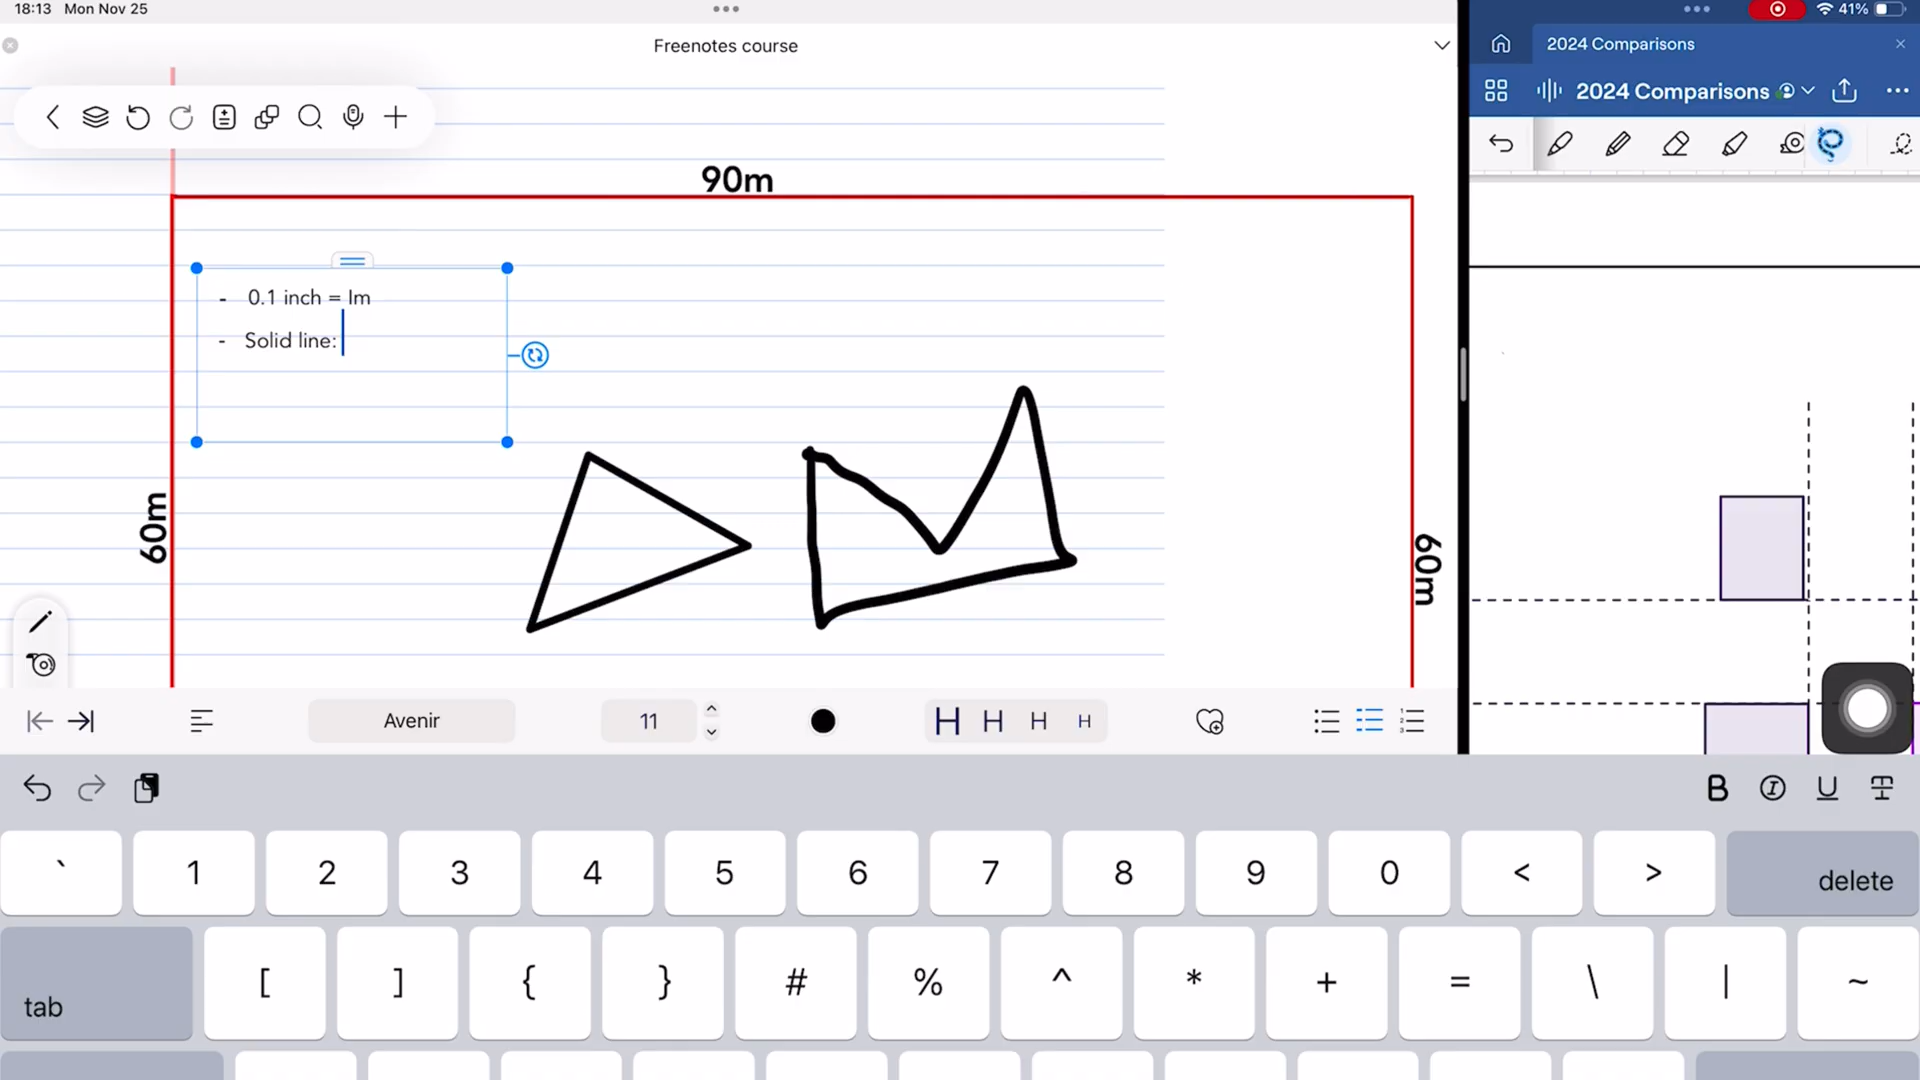 18:13 Mon Nov 25
41%
Freenotes course
2024 Comparisons
2024 Comparisons
90m
- 0.1 inch = 1m
- Solid line:
60m
60m
Avenir
11
H H H H
B I U T
` 1 2 3 4 5 6 7 8 9 0 < > delete
tab [ ] { } # % ^ * + = \ | ~